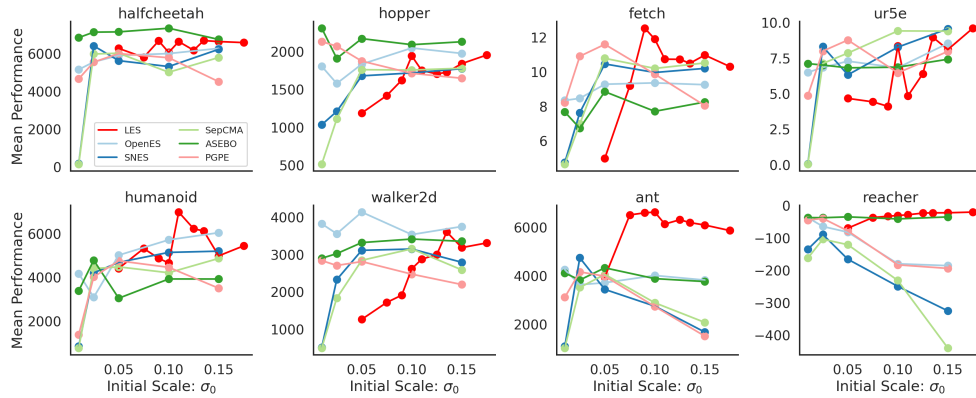 halfcheetah
hopper
fetch
ur5e
Mean Performance
6000
4000
2000
0
LES
OpenES
SNES
SepCMA
ASEBO
PGPE
2000
1500
1000
500
12
10
8
6
10.0
7.5
5.0
2.5
0.0
humanoid
walker2d
ant
reacher
Mean Performance
6000
4000
2000
4000
3000
2000
1000
6000
4000
2000
0
−100
−200
−300
−400
0.05 0.10 0.15
Initial Scale: σ0
0.05 0.10 0.15
Initial Scale: σ0
0.05 0.10 0.15
Initial Scale: σ0
0.05 0.10 0.15
Initial Scale: σ0